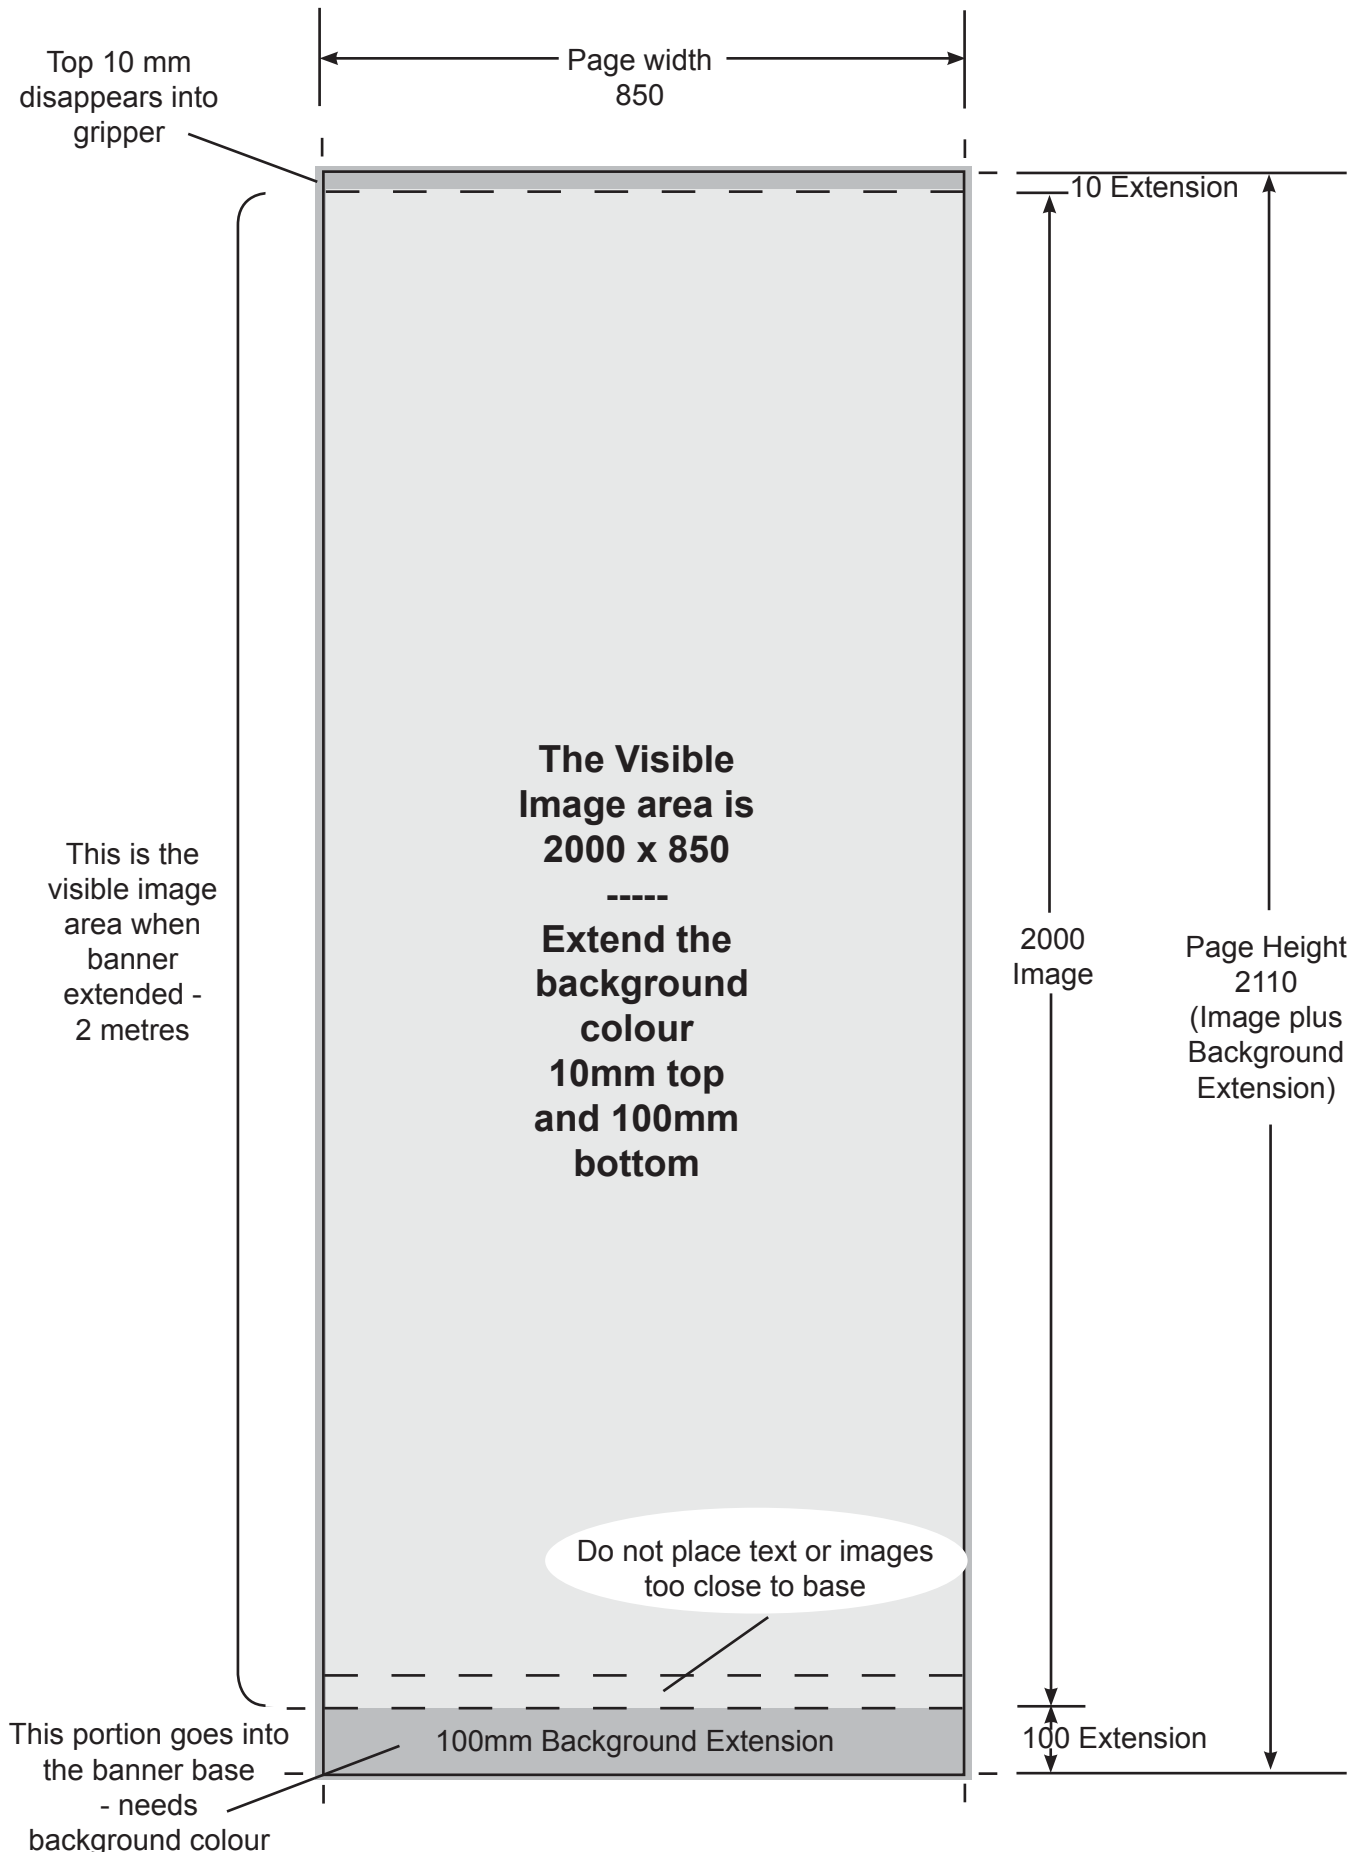 Top 10 mm
disappears into
gripper
Page width
850
10 Extension
The Visible
Image area is
2000 x 850
-----
Extend the
background
colour
10mm top
and 100mm
bottom
This is the
visible image
area when
banner
extended -
2 metres
2000
Image
Page Height
2110
(Image plus
Background
Extension)
Do not place text or images
too close to base
100mm Background Extension
100 Extension
This portion goes into
the banner base
- needs
background colour